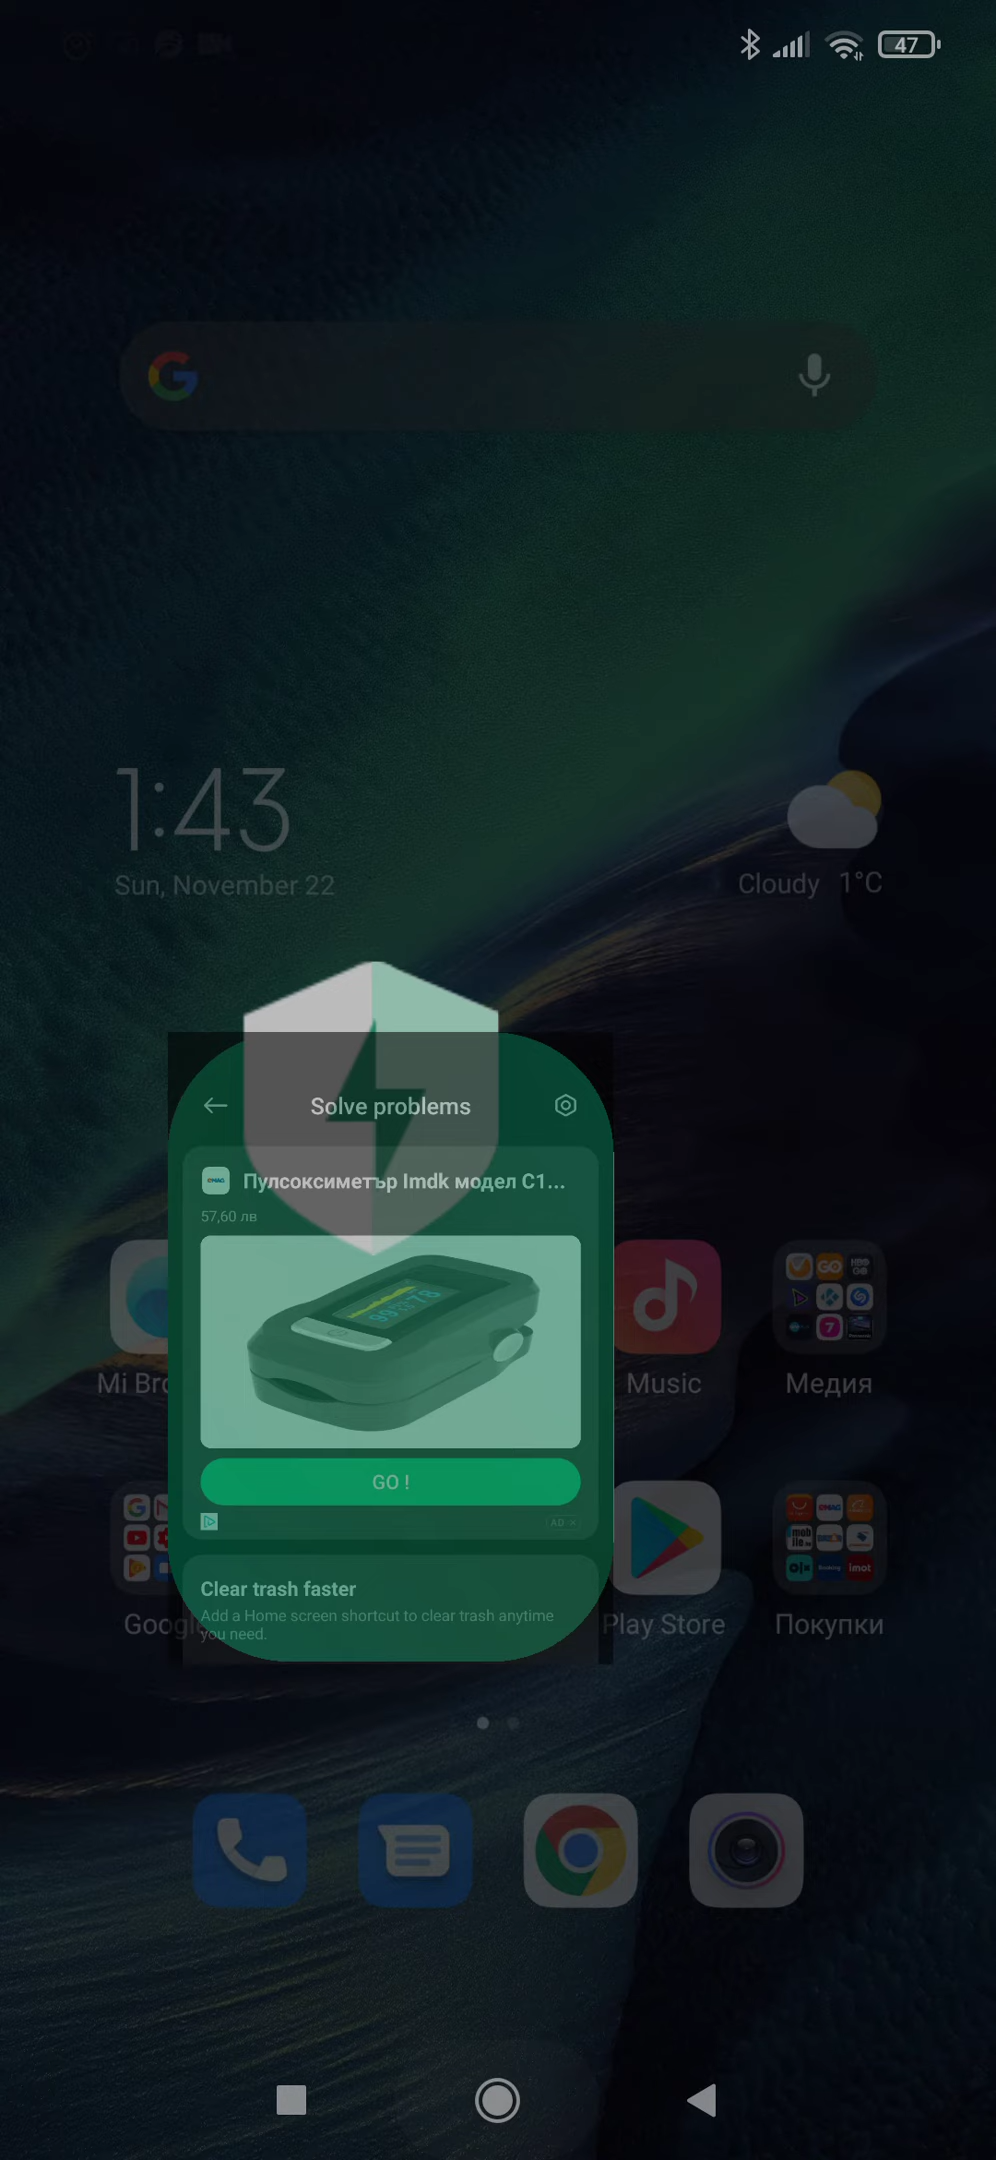 47
1:43
Sun, November 22
Cloudy 1°C
Solve problems
Пулсоксиметър Imdk модел C1...
57,60 лв
GO !
AD ×
Clear trash faster
Add a Home screen shortcut to clear trash anytime
you need.
Mi Bro
Music
Медия
Googl
Play Store
Покупки